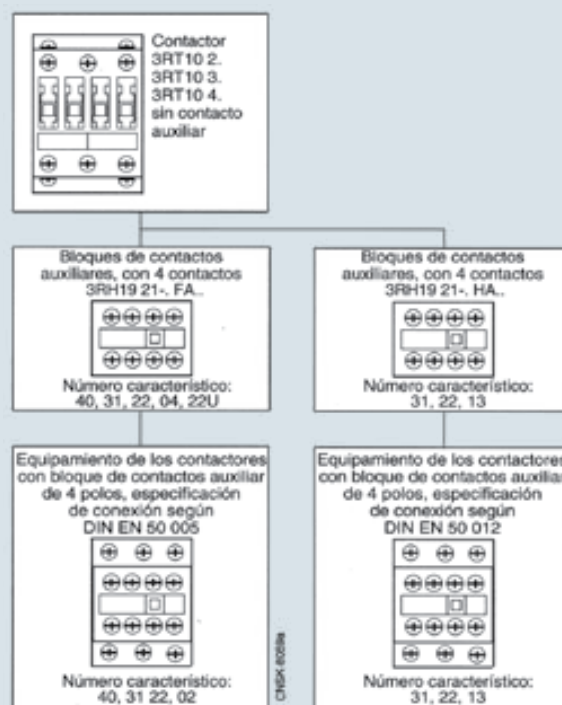 Contactor
3RT10 2.
3RT10 3.
3RT10 4.
sin contacto
auxiliar
Bloques de contactos
auxiliares, con 4 contactos
3RH19 21-. FA..
Número característico:
40, 31, 22, 04, 22U
Bloques de contactos
auxiliares, con 4 contactos
3RH19 21-. HA..
Número característico:
31, 22, 13
Equipamiento de los contactores
con bloque de contactos auxiliar
de 4 polos, especificación
de conexión según
DIN EN 50 005
Número característico:
40, 31 22, 02
Equipamiento de los contactores
con bloque de contactos auxiliar
de 4 polos, especificación
de conexión según
DIN EN 50 012
Número característico:
31, 22, 13